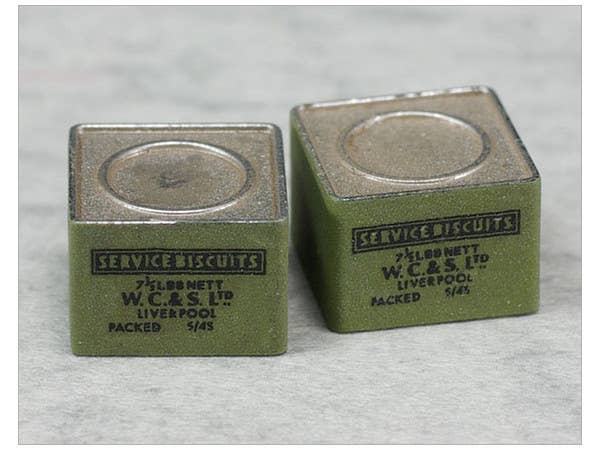 SERVICE BISCUITS
7½LBS NETT
W.C.& S. LTD
LIVERPOOL
PACKED 5/45
SERVICE BISCUITS
7½LBS NETT
W.C.& S. LTD
LIVERPOOL
PACKED 5/45